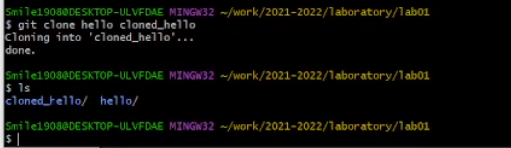 Smile1908@DESKTOP-ULVFDAE MINGW32 ~/work/2021-2022/laboratory/lab01
$ git clone hello cloned_hello
Cloning into 'cloned_hello'...
done.
Smile1908@DESKTOP-ULVFDAE MINGW32 ~/work/2021-2022/laboratory/lab01
$ ls
cloned_hello/  hello/
Smile1908@DESKTOP-ULVFDAE MINGW32 ~/work/2021-2022/laboratory/lab01
$